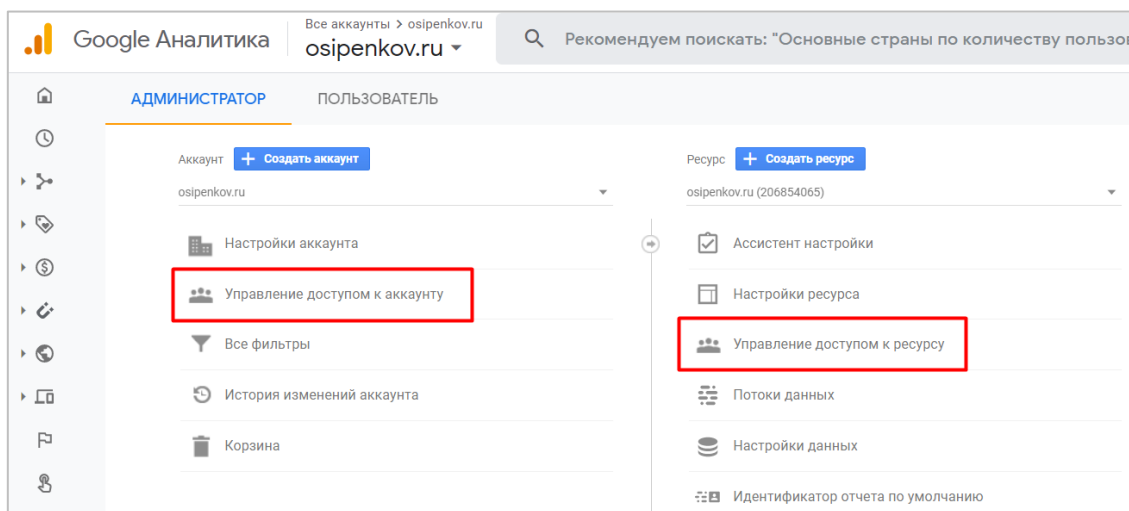 Google Аналитика
Все аккаунты > osipenkov.ru
osipenkov.ru
Рекомендуем поискать: "Основные страны по количеству пользов
АДМИНИСТРАТОР
ПОЛЬЗОВАТЕЛЬ
Аккаунт
Создать аккаунт
osipenkov.ru
Настройки аккаунта
Управление доступом к аккаунту
Все фильтры
История изменений аккаунта
Корзина
Ресурс
Создать ресурс
osipenkov.ru (206854065)
Ассистент настройки
Настройки ресурса
Управление доступом к ресурсу
Потоки данных
Настройки данных
Идентификатор отчета по умолчанию